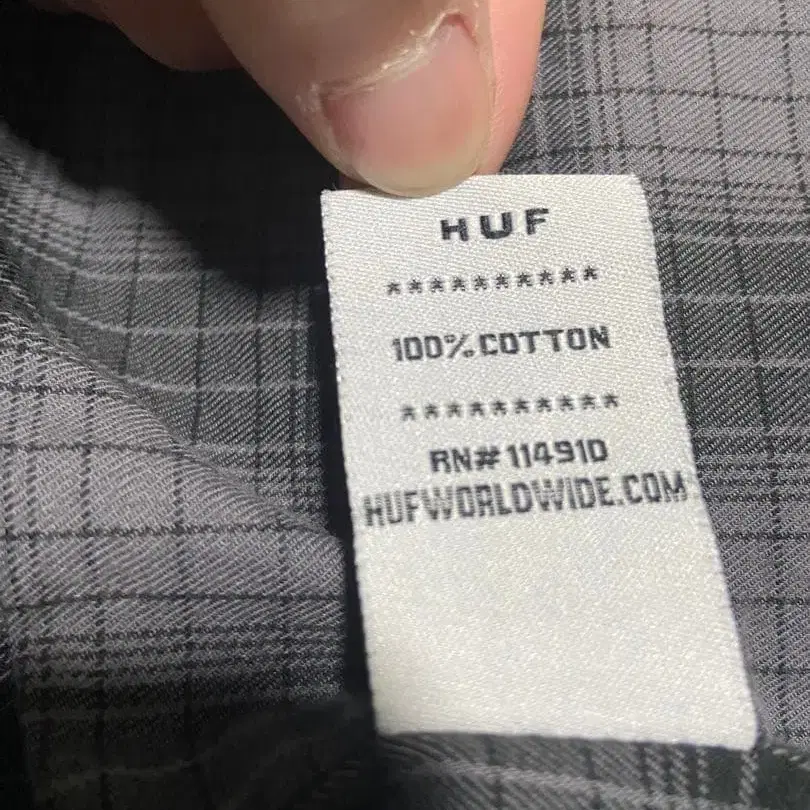 HUF
**********
100% COTTON
**********
RN# 114910
HUFWORLDWIDE.COM